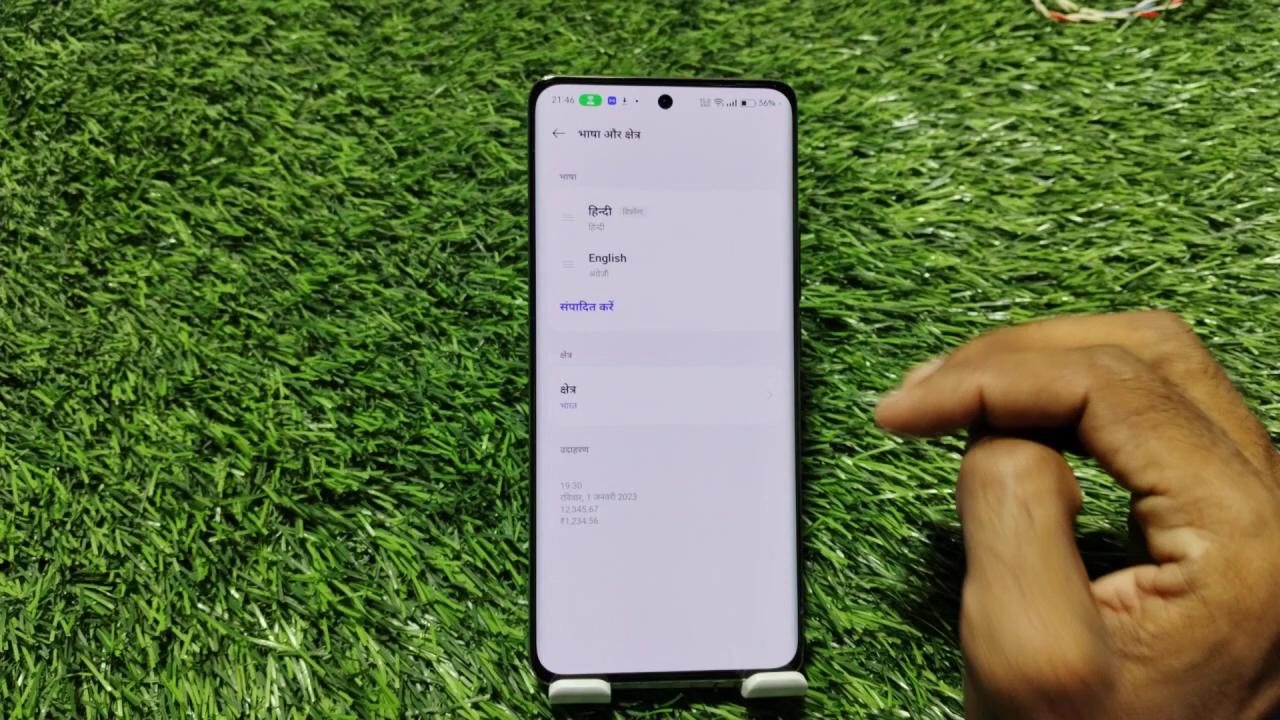 21:46
56%
भाषा और क्षेत्र
भाषा
हिन्दी डिफ़ॉल्ट
हिन्दी
English
अंग्रेज़ी
संपादित करें
क्षेत्र
क्षेत्र
भारत
उदाहरण
19:30
रविवार, 1 जनवरी 2023
12,345.67
₹1,234.56